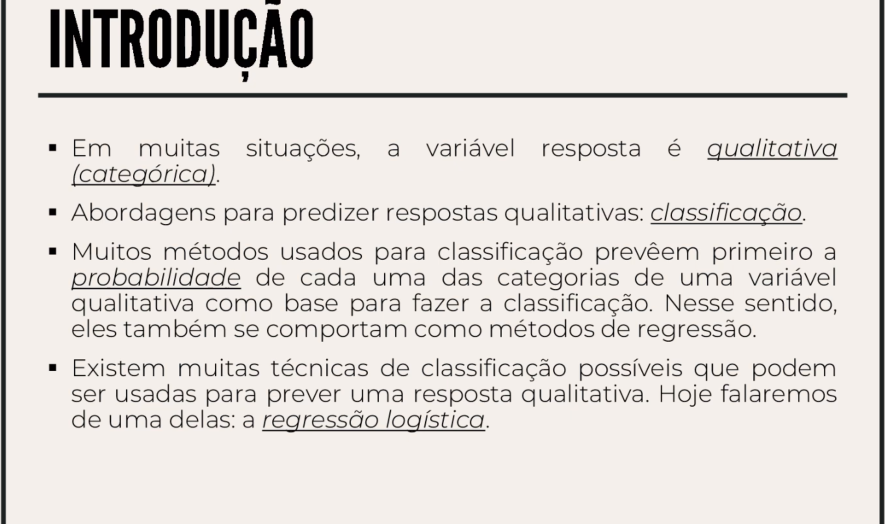 INTRODUÇÃO
▪ Em muitas situações, a variável resposta é qualitativa
(categórica).
▪ Abordagens para predizer respostas qualitativas: classificação.
▪ Muitos métodos usados para classificação prevêem primeiro a
probabilidade de cada uma das categorias de uma variável
qualitativa como base para fazer a classificação. Nesse sentido,
eles também se comportam como métodos de regressão.
▪ Existem muitas técnicas de classificação possíveis que podem
ser usadas para prever uma resposta qualitativa. Hoje falaremos
de uma delas: a regressão logística.